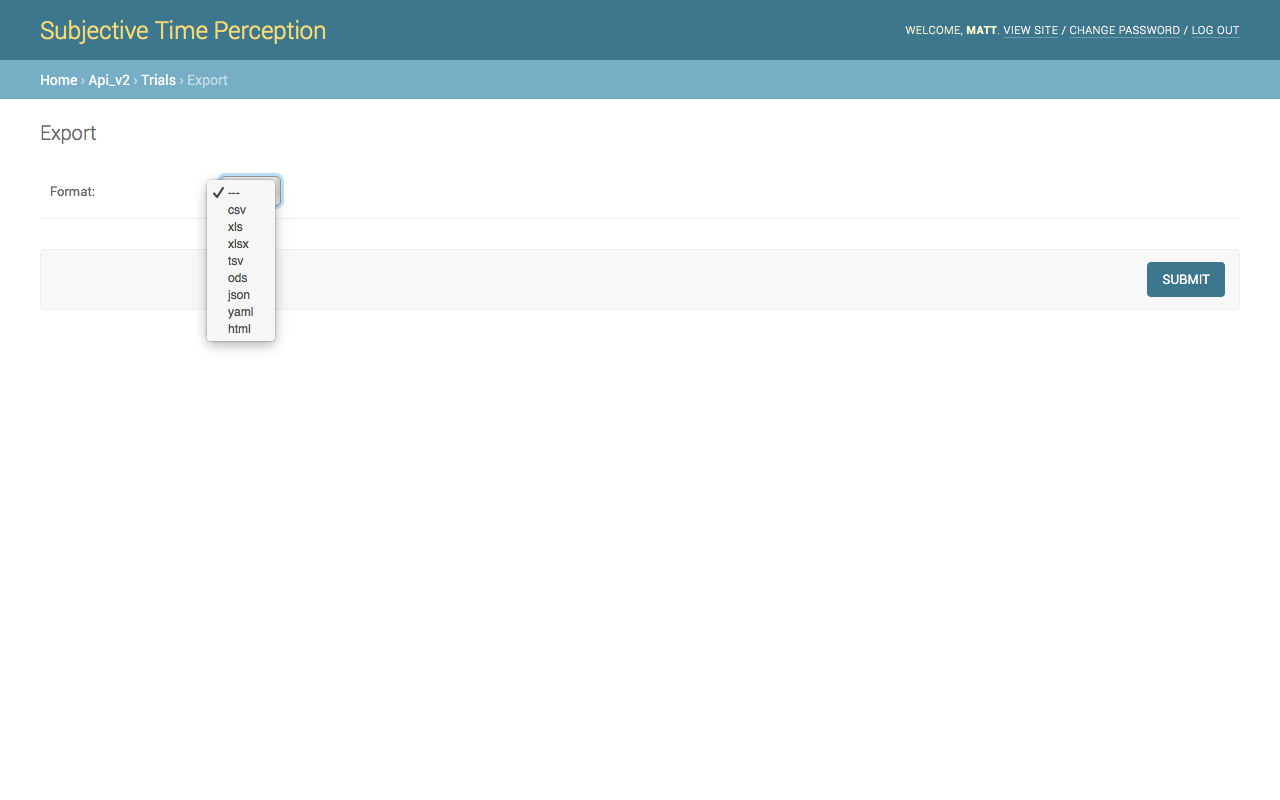 Subjective Time Perception
WELCOME, MATT. VIEW SITE / CHANGE PASSWORD / LOG OUT
Home › Api_v2 › Trials › Export
Export
Format:
---
csv
xls
xlsx
tsv
ods
json
yaml
html
SUBMIT